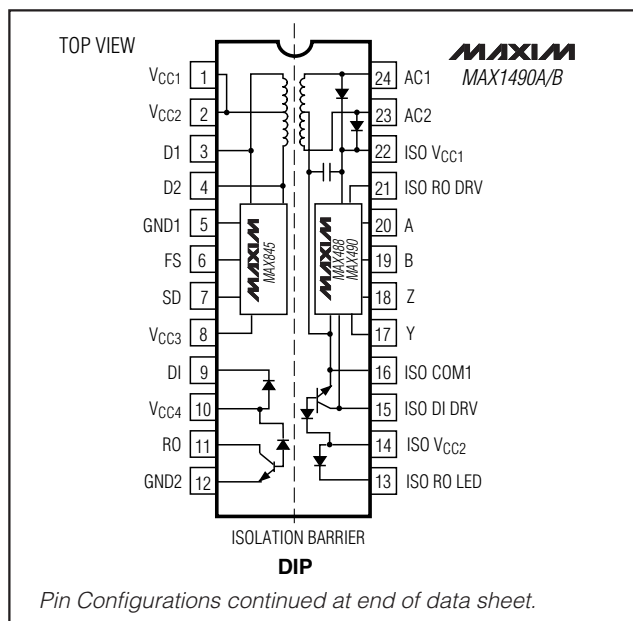 TOP VIEW
MAXIM
MAX1490A/B
VCC1 1
VCC2 2
D1 3
D2 4
GND1 5
FS 6
SD 7
VCC3 8
DI 9
VCC4 10
RO 11
GND2 12
MAXIM
MAX845
MAXIM
MAX488
MAX490
24 AC1
23 AC2
22 ISO VCC1
21 ISO RO DRV
20 A
19 B
18 Z
17 Y
16 ISO COM1
15 ISO DI DRV
14 ISO VCC2
13 ISO RO LED
ISOLATION BARRIER
DIP
Pin Configurations continued at end of data sheet.